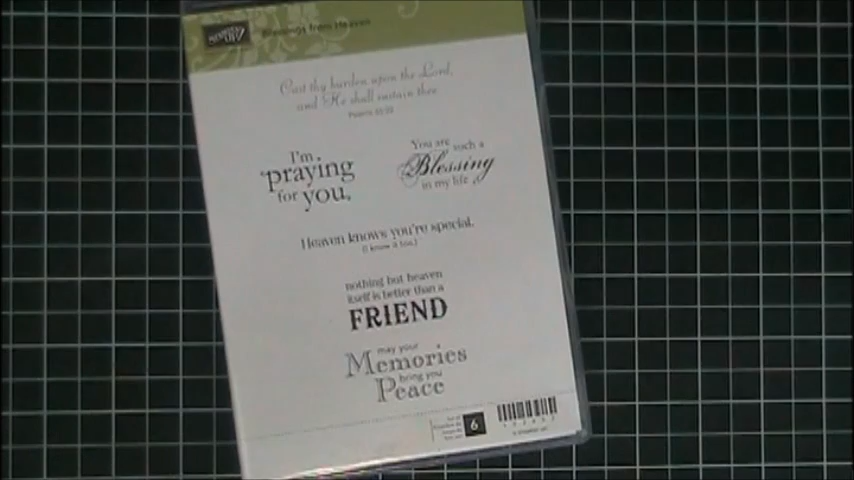 STAMPIN' UP!
Blessings from Heaven
Cast thy burden upon the Lord,
and He shall sustain thee
I'm
praying
for you.
You are such a
Blessing
in my life
Heaven knows you're special.
(I know it too.)
nothing but heaven
itself is better than a
FRIEND
may your
Memories
bring you
Peace
6